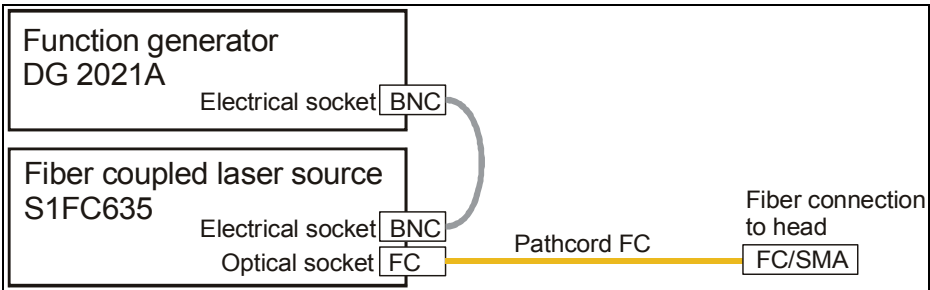 Function generator
DG 2021A
Electrical socket BNC
Fiber coupled laser source
S1FC635
Electrical socket BNC
Optical socket FC
Pathcord FC
Fiber connection
to head
FC/SMA